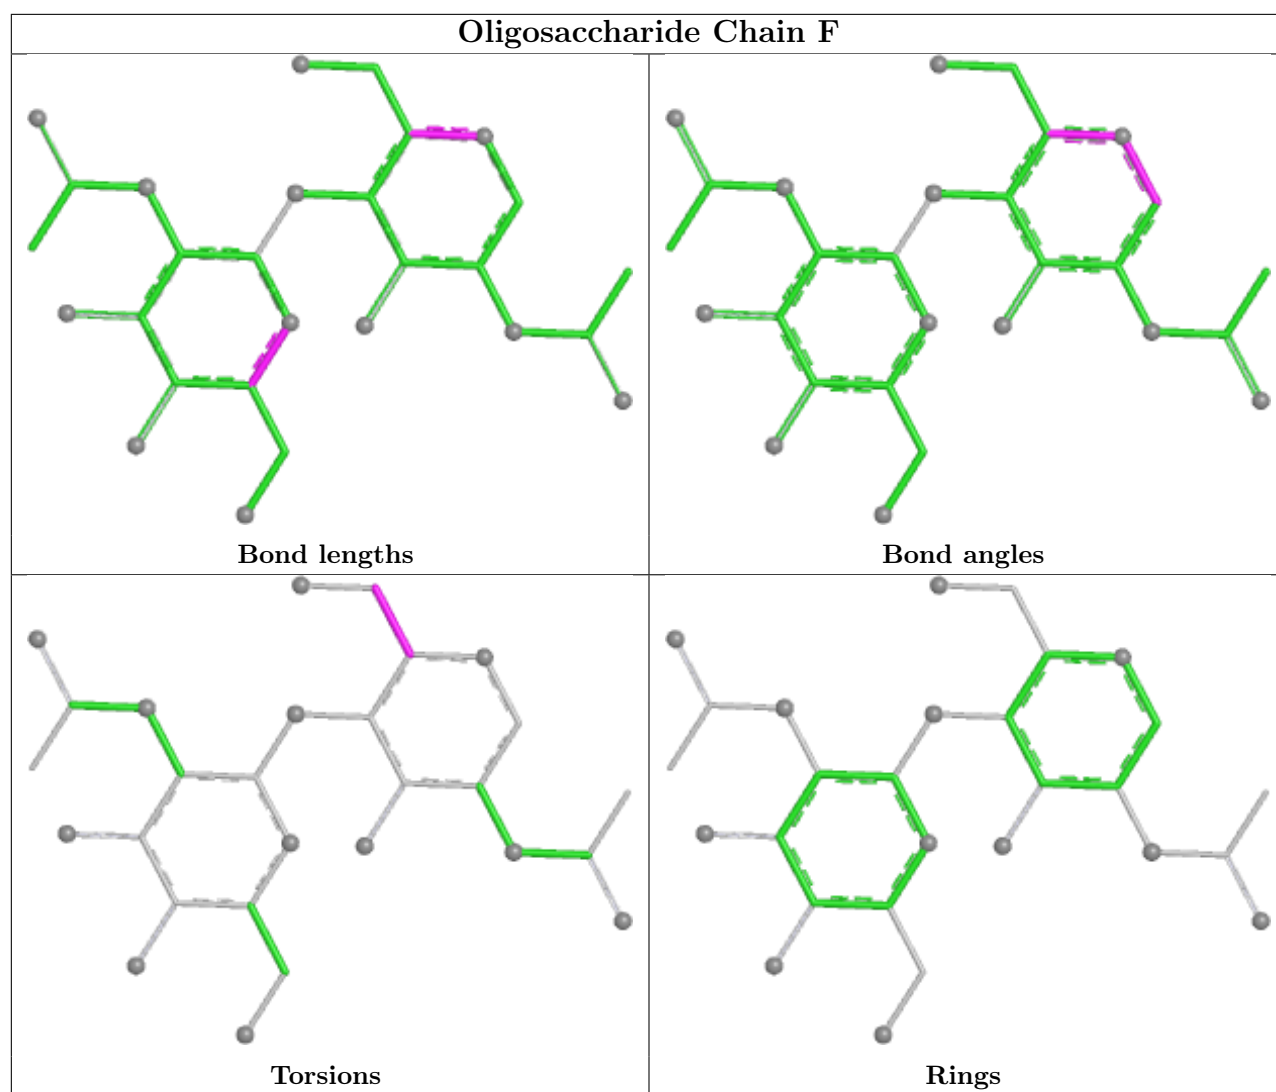 Oligosaccharide Chain F
Bond lengths
Bond angles
Torsions
Rings